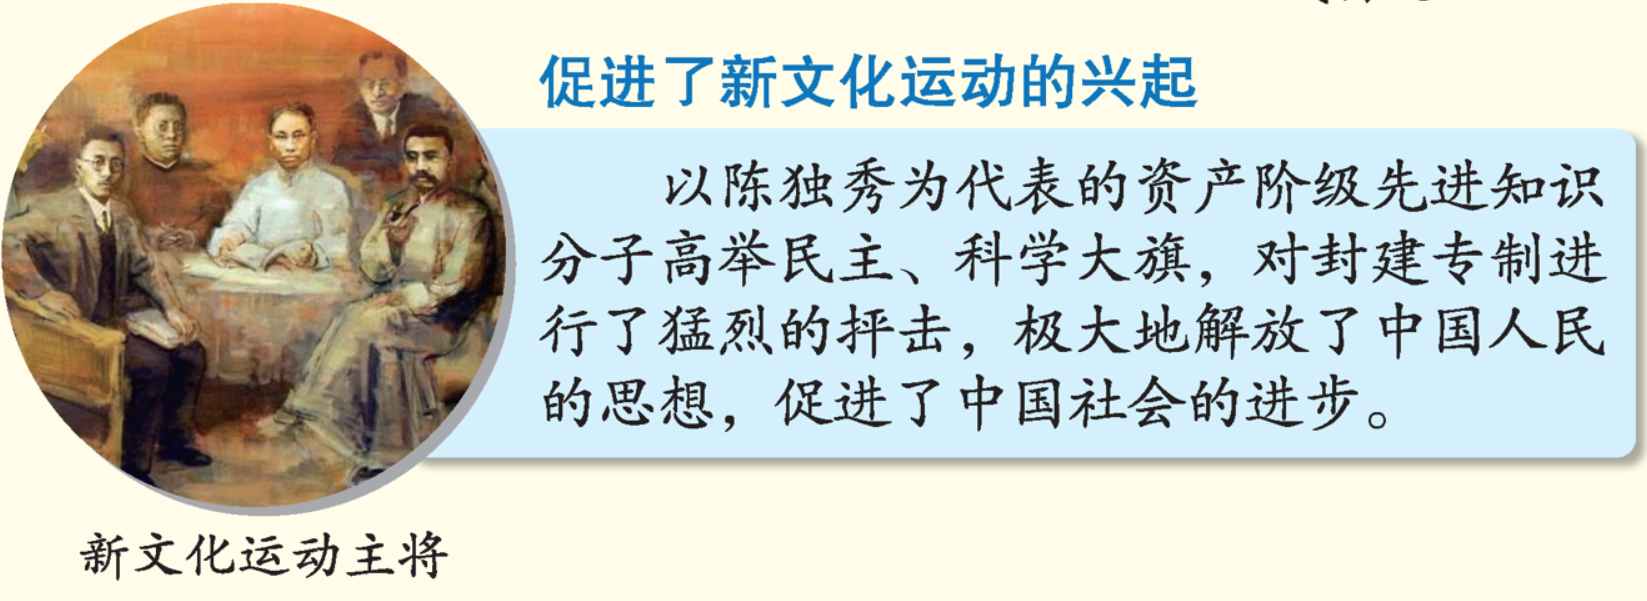 促进了新文化运动的兴起
以陈独秀为代表的资产阶级先进知识
分子高举民主、科学大旗，对封建专制进
行了猛烈的抨击，极大地解放了中国人民
的思想，促进了中国社会的进步。
新文化运动主将